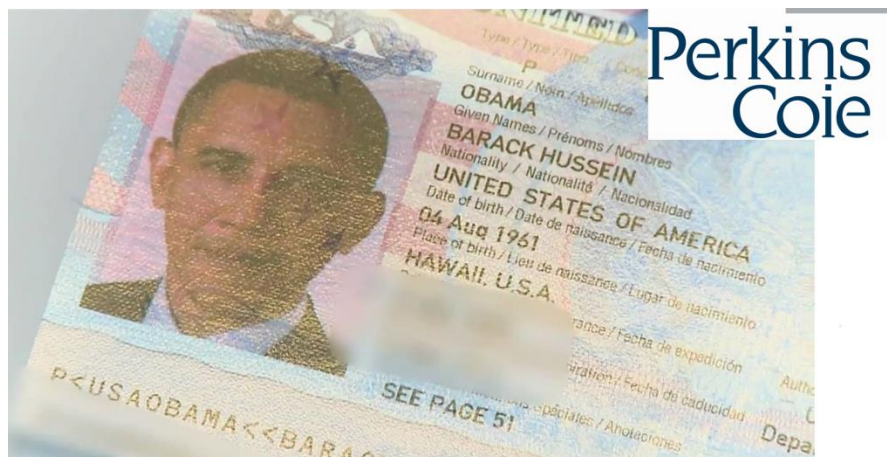 USA
UNITED
Type / Type / Tipo
P
Surname / Nom / Apellidos
OBAMA
Given Names / Prénoms / Nombres
BARACK HUSSEIN
Nationality / Nationalité / Nacionalidad
UNITED STATES OF AMERICA
Date of birth / Date de naissance / Fecha de nacimiento
04 Aug 1961
Place of birth / Lieu de naissance / Lugar de nacimiento
HAWAII, U.S.A.
/ Fecha de expedición
/ Fecha de caducidad
SEE PAGE 51
Spéciales / Anotaciones
P<USAOBAMA<<BARA
Perkins
Coie